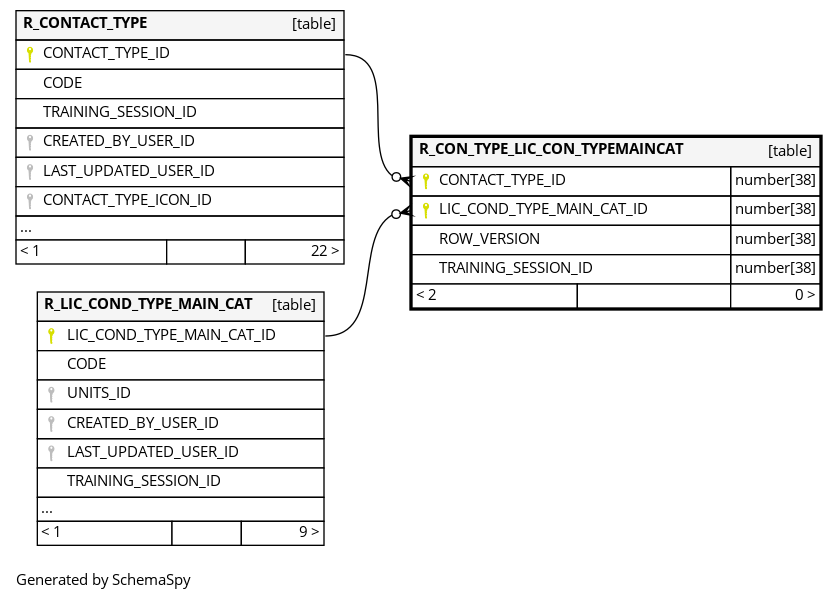 R_CONTACT_TYPE [table]
CONTACT_TYPE_ID
CODE
TRAINING_SESSION_ID
CREATED_BY_USER_ID
LAST_UPDATED_USER_ID
CONTACT_TYPE_ICON_ID
...
< 1 22 >
R_CON_TYPE_LIC_CON_TYPEMAINCAT [table]
CONTACT_TYPE_ID number[38]
LIC_COND_TYPE_MAIN_CAT_ID number[38]
ROW_VERSION number[38]
TRAINING_SESSION_ID number[38]
< 2 0 >
R_LIC_COND_TYPE_MAIN_CAT [table]
LIC_COND_TYPE_MAIN_CAT_ID
CODE
UNITS_ID
CREATED_BY_USER_ID
LAST_UPDATED_USER_ID
TRAINING_SESSION_ID
...
< 1 9 >
Generated by SchemaSpy